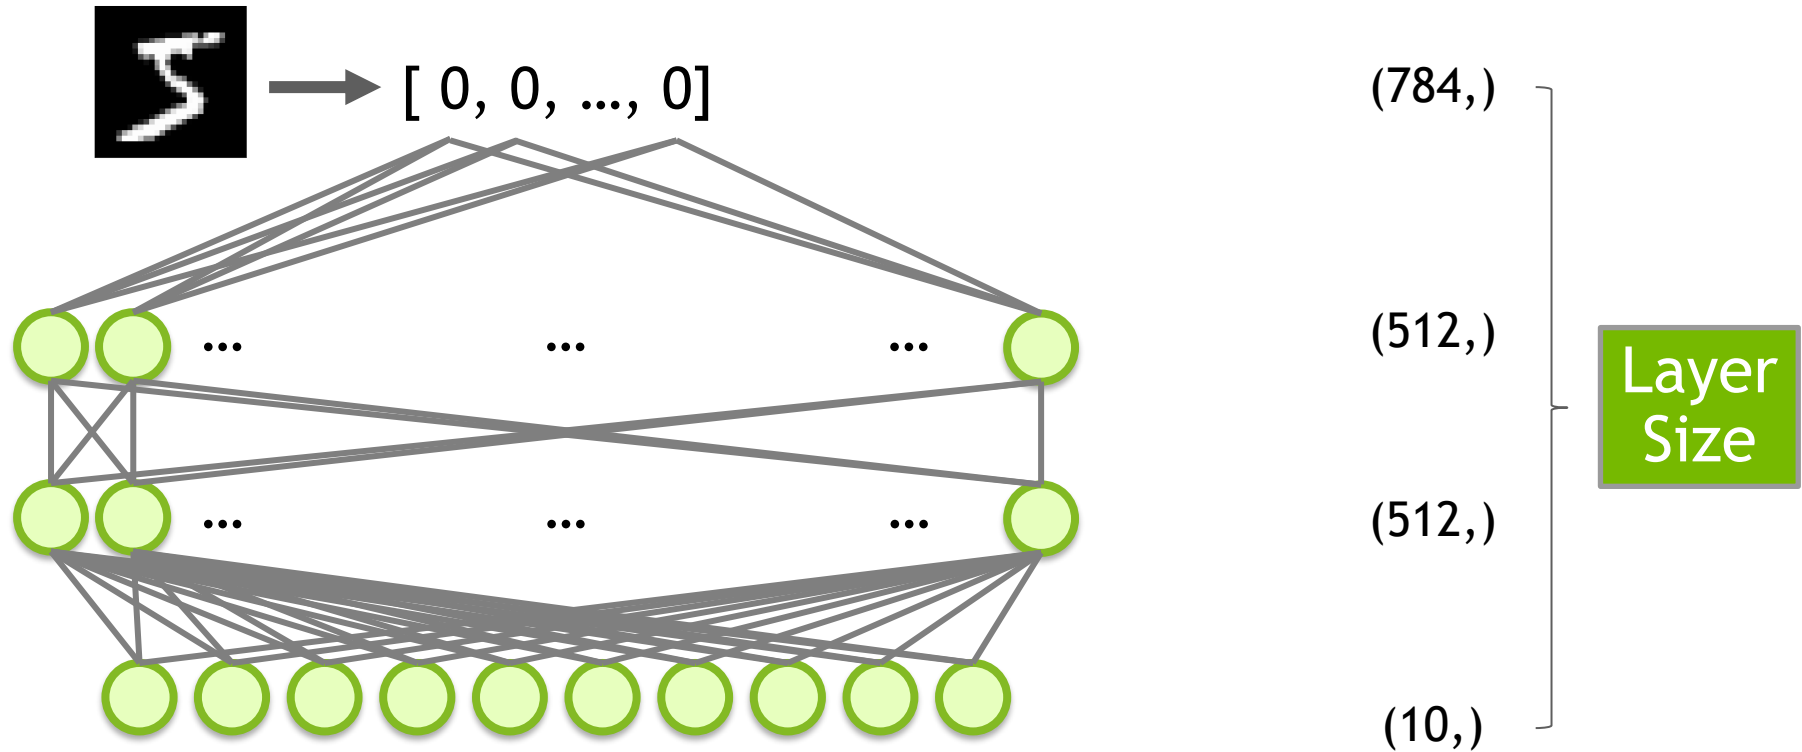 [ 0, 0, ..., 0]
(784,)
... ... ...
(512,)
Layer
Size
... ... ...
(512,)
(10,)